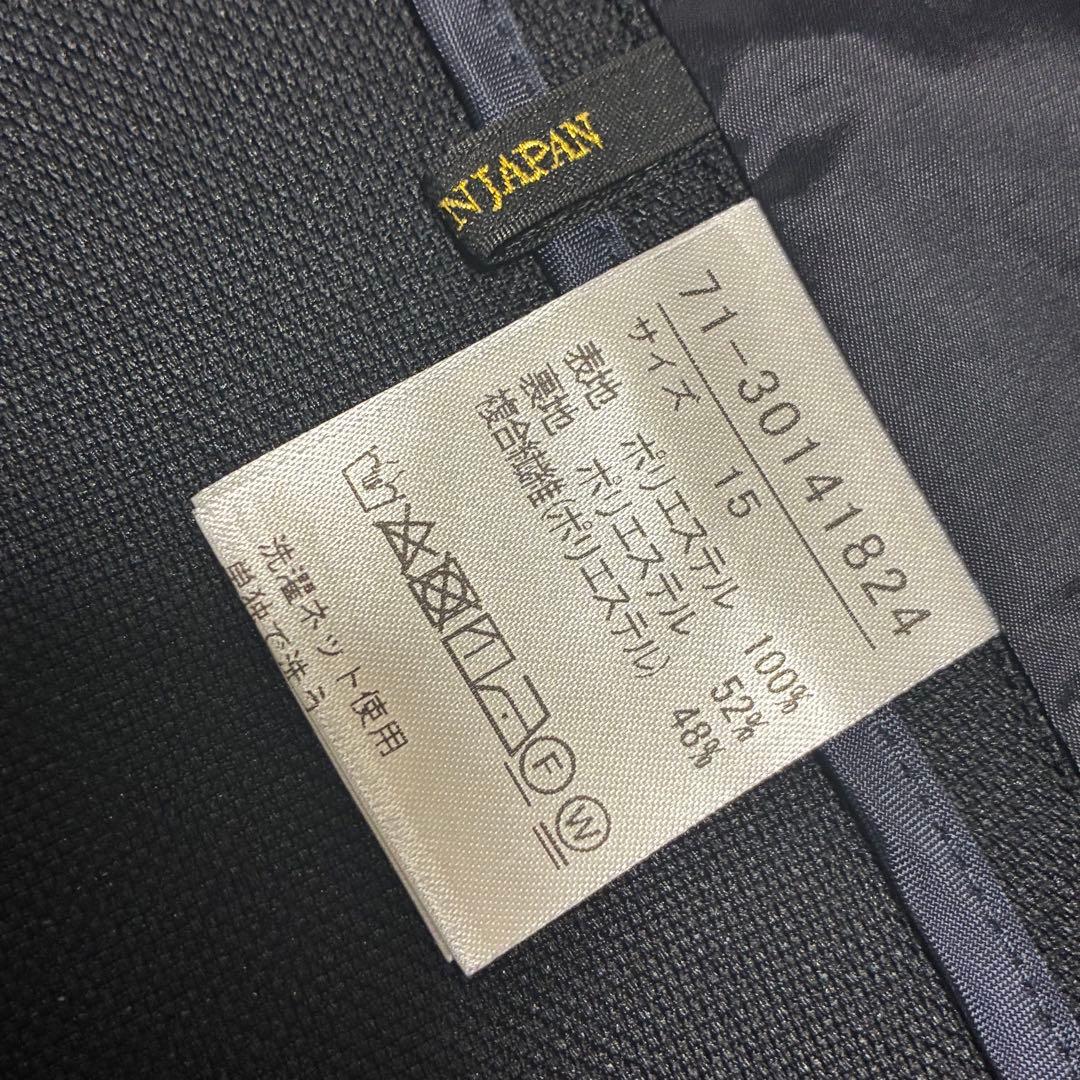 N JAPAN
71-30141824
サイズ 15
表地 ポリエステル 100%
裏地 ポリエステル 52%
複合繊維(ポリエステル) 48%
F
W
洗濯ネット使用
単独で洗う